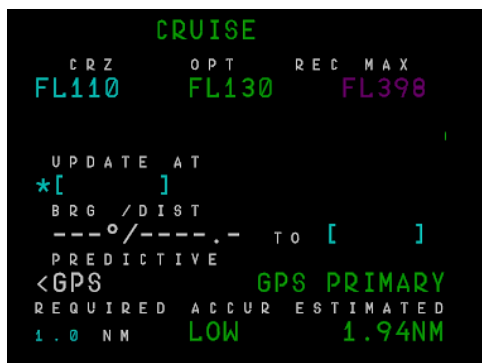 CRUISE
CRZ OPT REC MAX
FL110 FL130 FL398
UPDATE AT
*[ ]
BRG /DIST
---°/----.- TO [ ]
PREDICTIVE
<GPS GPS PRIMARY
REQUIRED ACCUR ESTIMATED
1.0 NM LOW 1.94NM